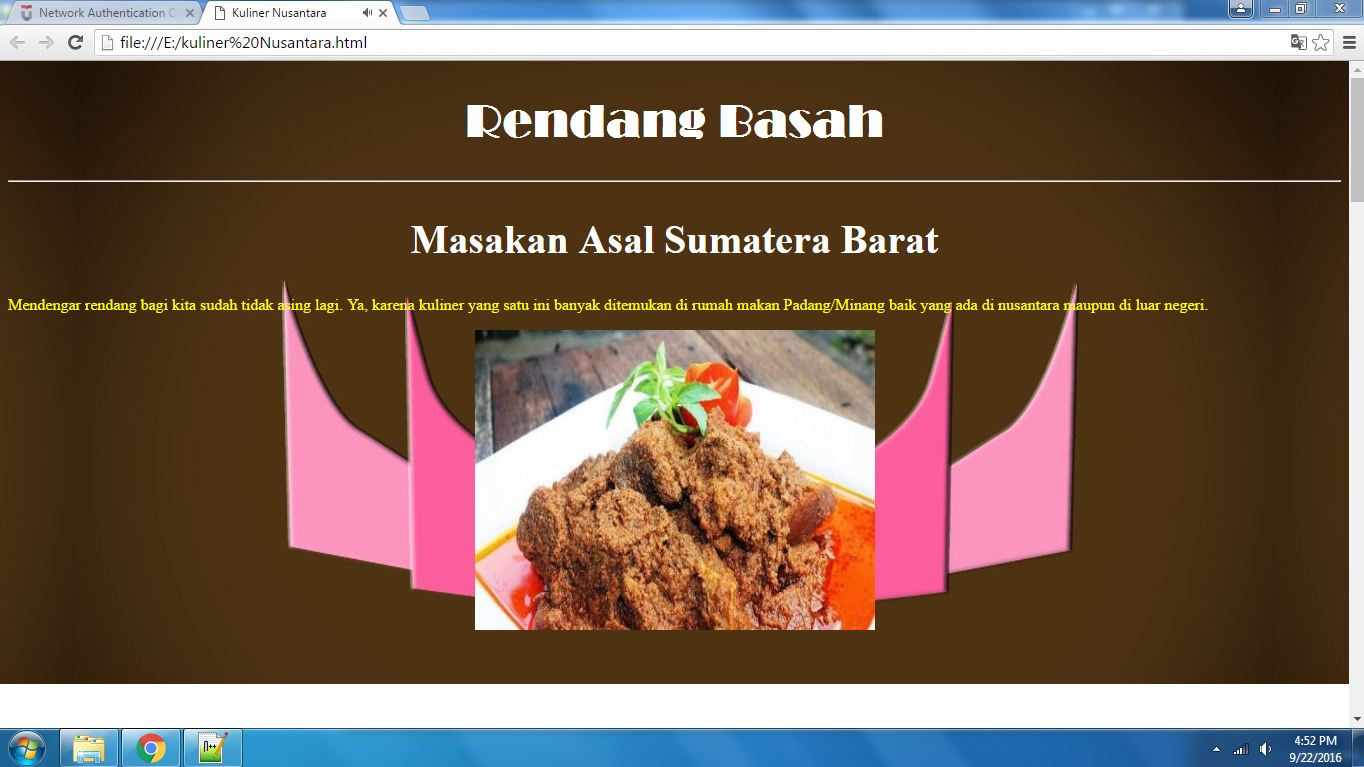 Network Authentication
Kuliner Nusantara
file:///E:/kuliner%20Nusantara.html
Rendang Basah
Masakan Asal Sumatera Barat
Mendengar rendang bagi kita sudah tidak asing lagi. Ya, karena kuliner yang satu ini banyak ditemukan di rumah makan Padang/Minang baik yang ada di nusantara maupun di luar negeri.
4:52 PM
9/22/2016